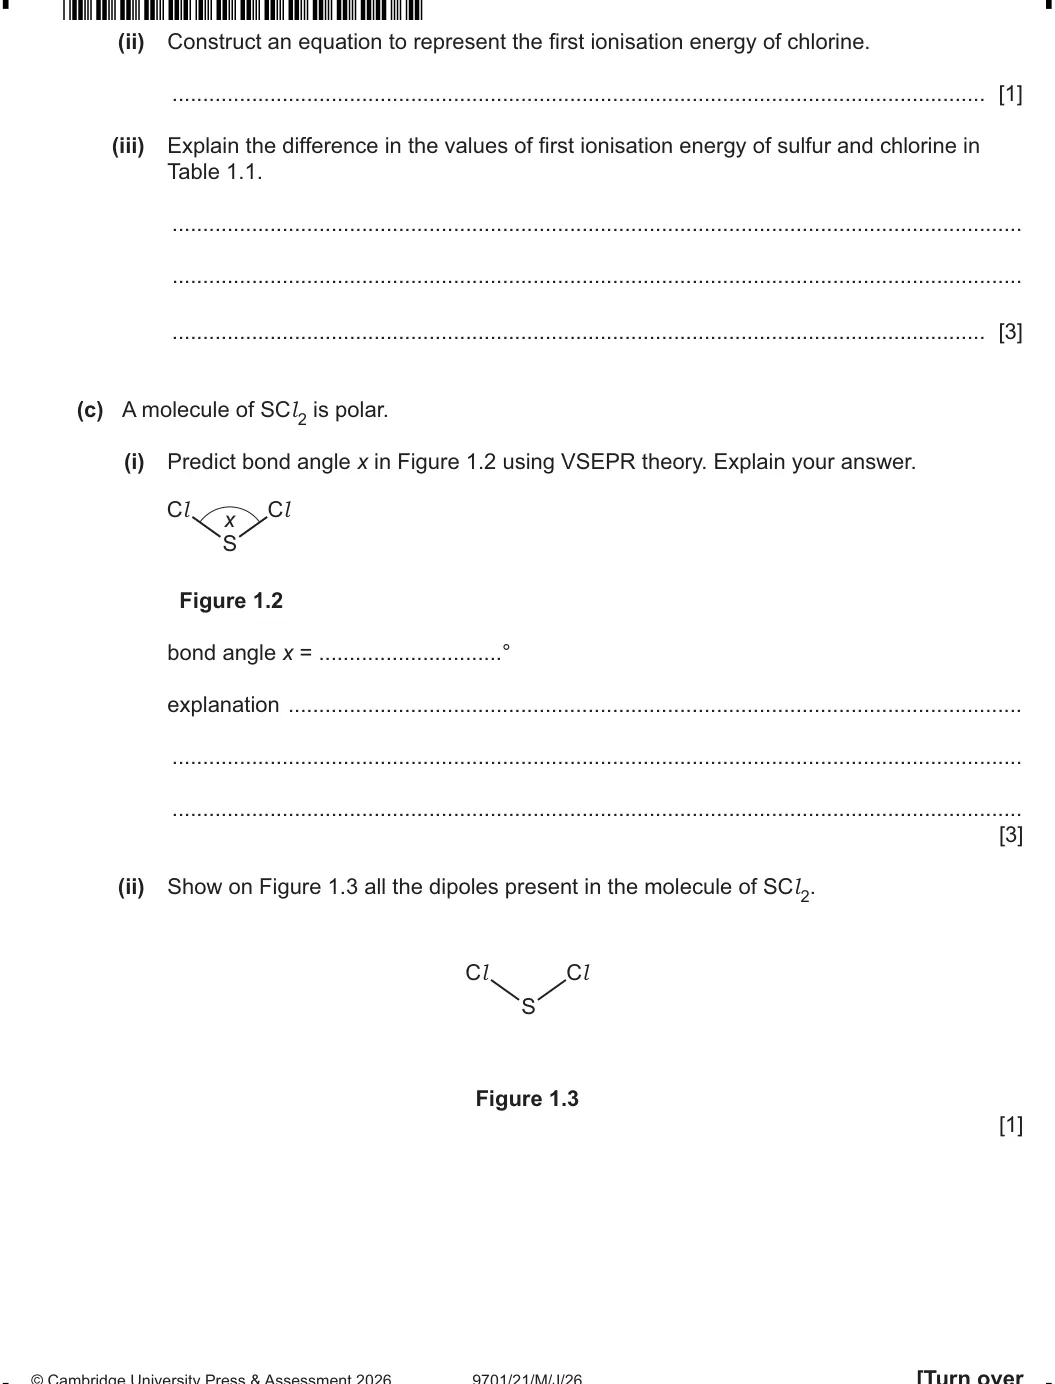 (ii) Construct an equation to represent the first ionisation energy of chlorine.
.................................................................................................................................... [1]
(iii) Explain the difference in the values of first ionisation energy of sulfur and chlorine in
Table 1.1.
..........................................................................................................................................
..........................................................................................................................................
.................................................................................................................................... [3]
(c) A molecule of SCl₂ is polar.
(i) Predict bond angle x in Figure 1.2 using VSEPR theory. Explain your answer.
Cl x Cl
S
Figure 1.2
bond angle x = ..............................°
explanation ........................................................................................................................
..........................................................................................................................................
..........................................................................................................................................
[3]
(ii) Show on Figure 1.3 all the dipoles present in the molecule of SCl₂.
Cl Cl
S
Figure 1.3
[1]
© Cambridge University Press & Assessment 2026 9701/21/M/J/26 [Turn over